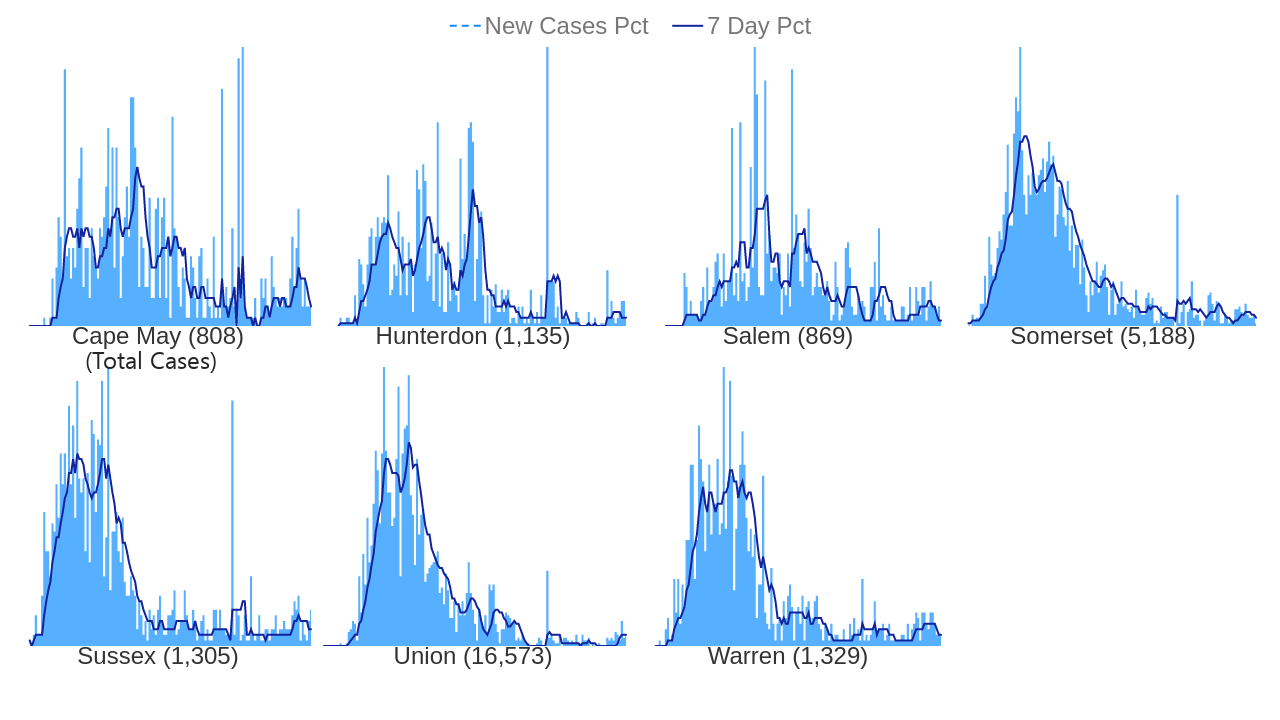 New Cases Pct 7 Day Pct
Cape May (808) Hunterdon (1,135) Salem (869) Somerset (5,188)
(Total Cases)
Sussex (1,305) Union (16,573) Warren (1,329)